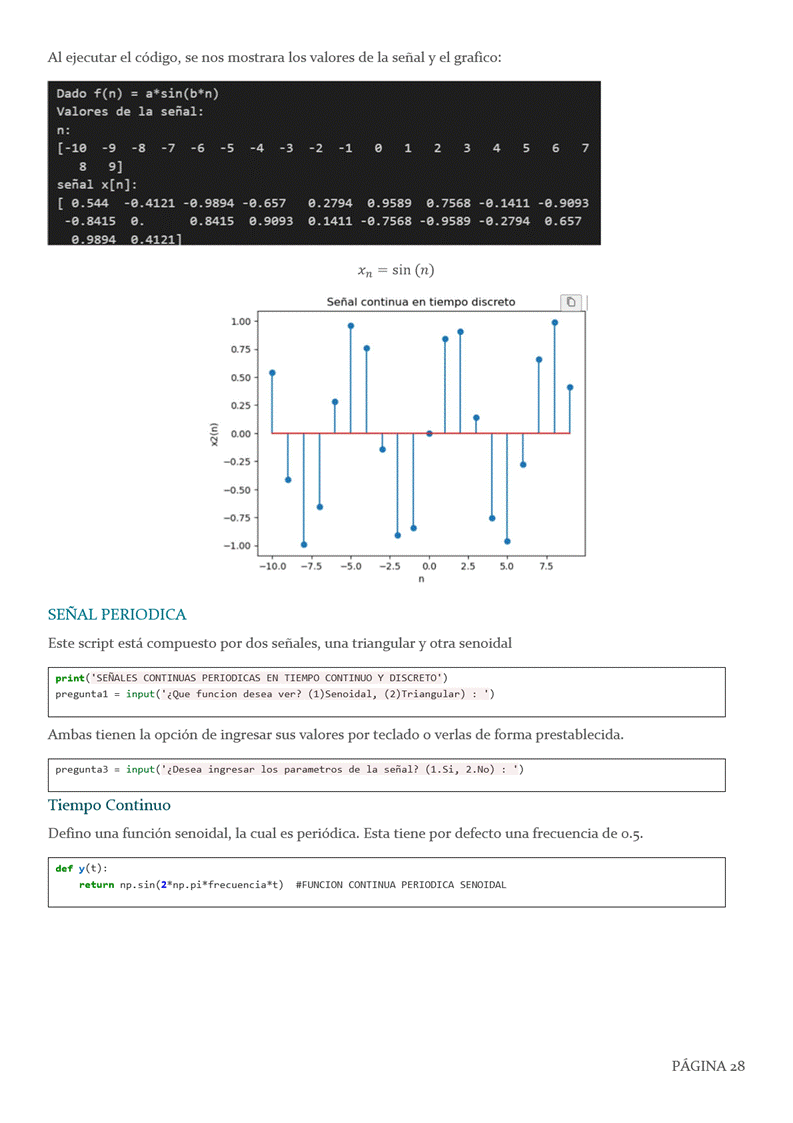 Al ejecutar el código, se nos mostrara los valores de la señal y el grafico:
Dado f(n) = a*sin(b*n)
Valores de la señal:
n:
[-10 -9 -8 -7 -6 -5 -4 -3 -2 -1 0 1 2 3 4 5 6 7
8 9]
señal x[n]:
[ 0.544 -0.4121 -0.9894 -0.657 0.2794 0.9589 0.7568 -0.1411 -0.9093
-0.8415 0. 0.8415 0.9093 0.1411 -0.7568 -0.9589 -0.2794 0.657
0.9894 0.4121]
xₙ = sin (n)
Señal continua en tiempo discreto
1.00
0.75
0.50
0.25
0.00
−0.25
−0.50
−0.75
−1.00
x2(n)
−10.0 −7.5 −5.0 −2.5 0.0 2.5 5.0 7.5
n
SEÑAL PERIODICA
Este script está compuesto por dos señales, una triangular y otra senoidal
print('SEÑALES CONTINUAS PERIODICAS EN TIEMPO CONTINUO Y DISCRETO')
pregunta1 = input('¿Que funcion desea ver? (1)Senoidal, (2)Triangular) : ')
Ambas tienen la opción de ingresar sus valores por teclado o verlas de forma prestablecida.
pregunta3 = input('¿Desea ingresar los parametros de la señal? (1.Si, 2.No) : ')
Tiempo Continuo
Defino una función senoidal, la cual es periódica. Esta tiene por defecto una frecuencia de 0.5.
def y(t):
return np.sin(2*np.pi*frecuencia*t) #FUNCION CONTINUA PERIODICA SENOIDAL
PÁGINA 28